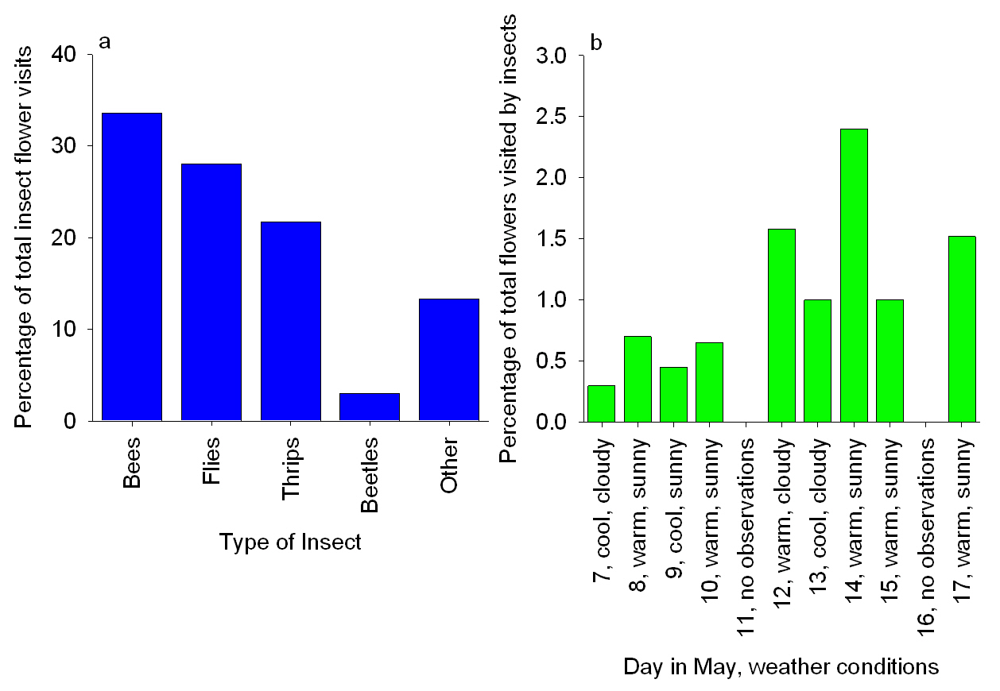 a
Percentage of total insect flower visits
40
30
20
10
0
Bees
Flies
Thrips
Beetles
Other
Type of Insect
b
Percentage of total flowers visited by insects
3.0
2.5
2.0
1.5
1.0
0.5
0.0
7, cool, cloudy
8, warm, sunny
9, cool, sunny
10, warm, sunny
11, no observations
12, warm, cloudy
13, cool, cloudy
14, warm, sunny
15, warm, sunny
16, no observations
17, warm, sunny
Day in May, weather conditions